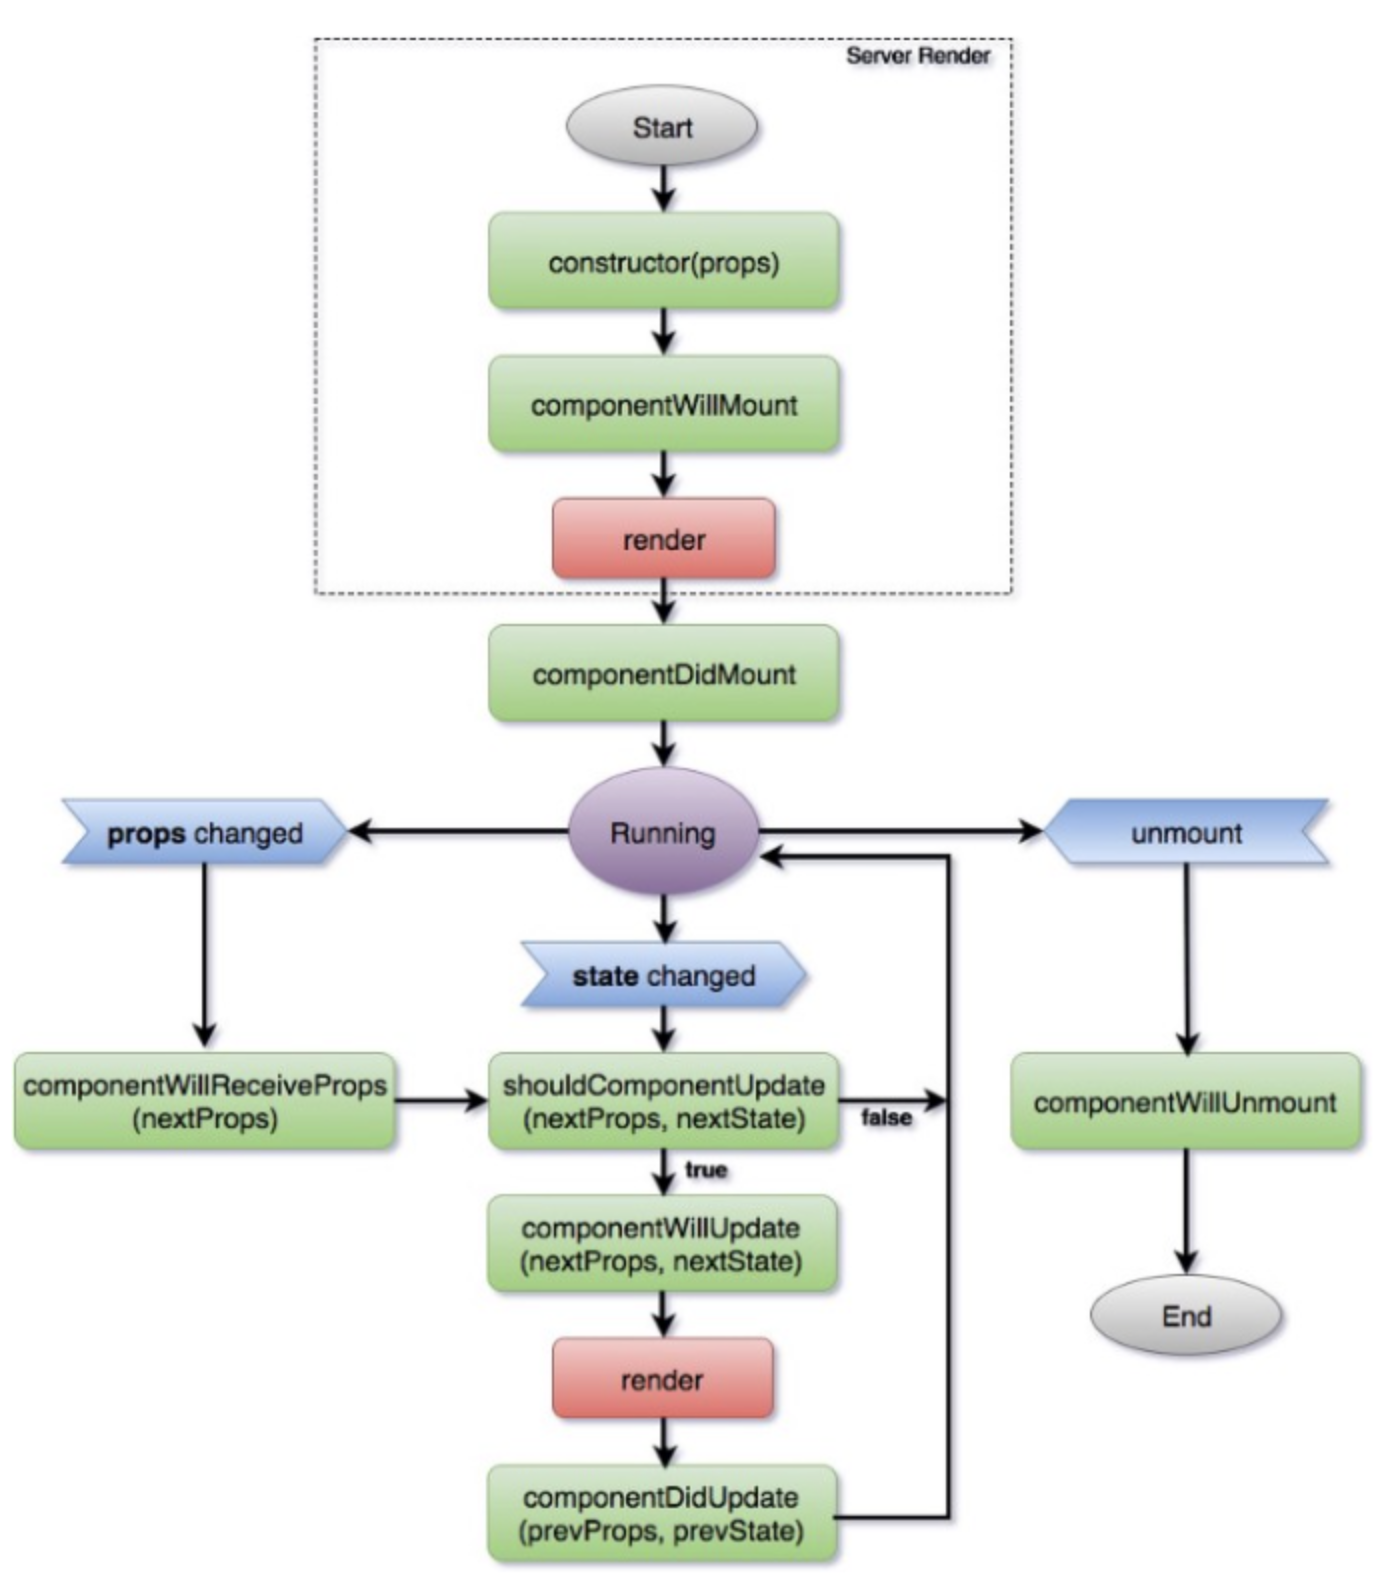 Server Render
Start
constructor(props)
componentWillMount
render
componentDidMount
props changed
Running
unmount
state changed
componentWillReceiveProps
(nextProps)
shouldComponentUpdate
(nextProps, nextState)
false
componentWillUnmount
true
componentWillUpdate
(nextProps, nextState)
End
render
componentDidUpdate
(prevProps, prevState)